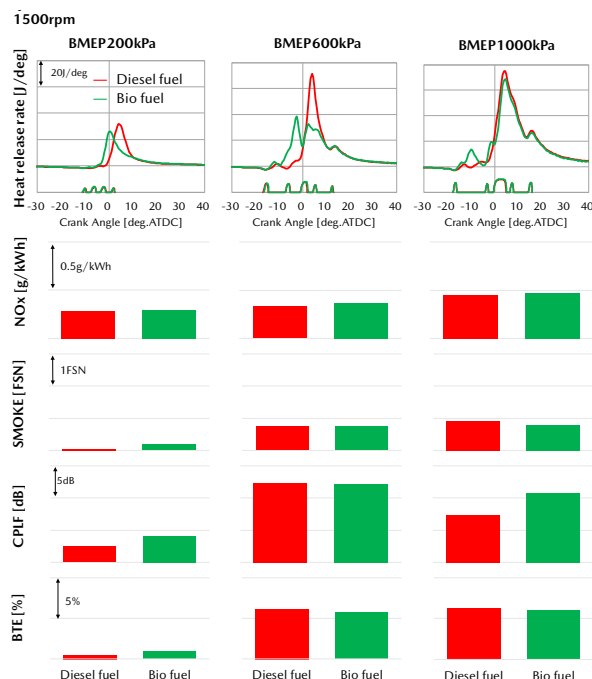 1500rpm
BMEP200kPa
BMEP600kPa
BMEP1000kPa
Heat release rate [J/deg]
20J/deg
Diesel fuel
Bio fuel
-30 -20 -10 0 10 20 30 40
-30 -20 -10 0 10 20 30 40
-30 -20 -10 0 10 20 30 40
Crank Angle [deg.ATDC]
Crank Angle [deg.ATDC]
Crank Angle [deg.ATDC]
NOx [g/kWh]
0.5g/kWh
SMOKE [FSN]
1FSN
CPLF [dB]
5dB
BTE [%]
5%
Diesel fuel Bio fuel
Diesel fuel Bio fuel
Diesel fuel Bio fuel